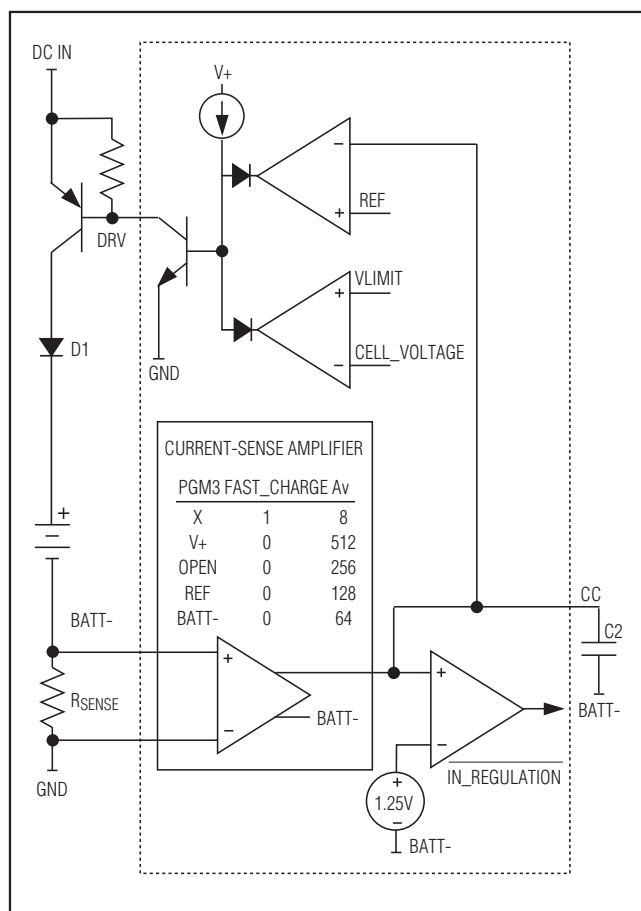 DC IN
V+
−
REF
+
DRV
VLIMIT
+
−
CELL_VOLTAGE
D1
GND
CURRENT-SENSE AMPLIFIER
PGM3 FAST_CHARGE Av
X 1 8
V+ 0 512
OPEN 0 256
REF 0 128
BATT- 0 64
+
−
BATT-
CC
C2
BATT-
RSENSE
+
−
BATT-
+
−
IN_REGULATION
GND
+
1.25V
−
BATT-